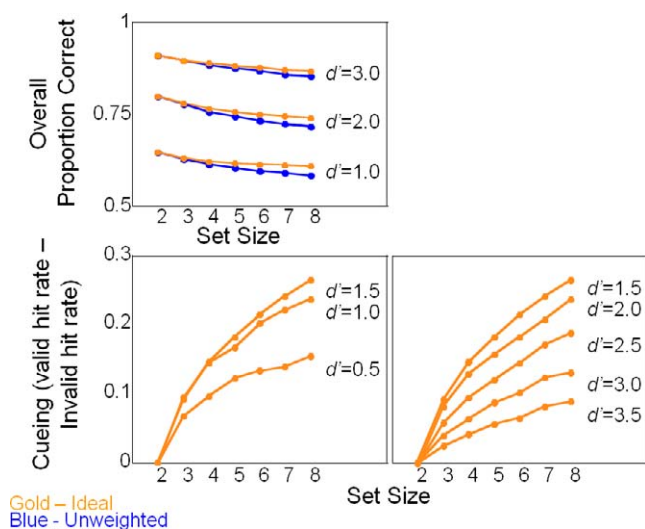 Overall
Proportion Correct
1
0.75
0.5
d'=3.0
d'=2.0
d'=1.0
2 3 4 5 6 7 8
Set Size
Cueing (valid hit rate –
Invalid hit rate)
0.3
0.2
0.1
0
d'=1.5
d'=1.0
d'=0.5
2 3 4 5 6 7 8
d'=1.5
d'=2.0
d'=2.5
d'=3.0
d'=3.5
2 3 4 5 6 7 8
Set Size
Gold – Ideal
Blue - Unweighted